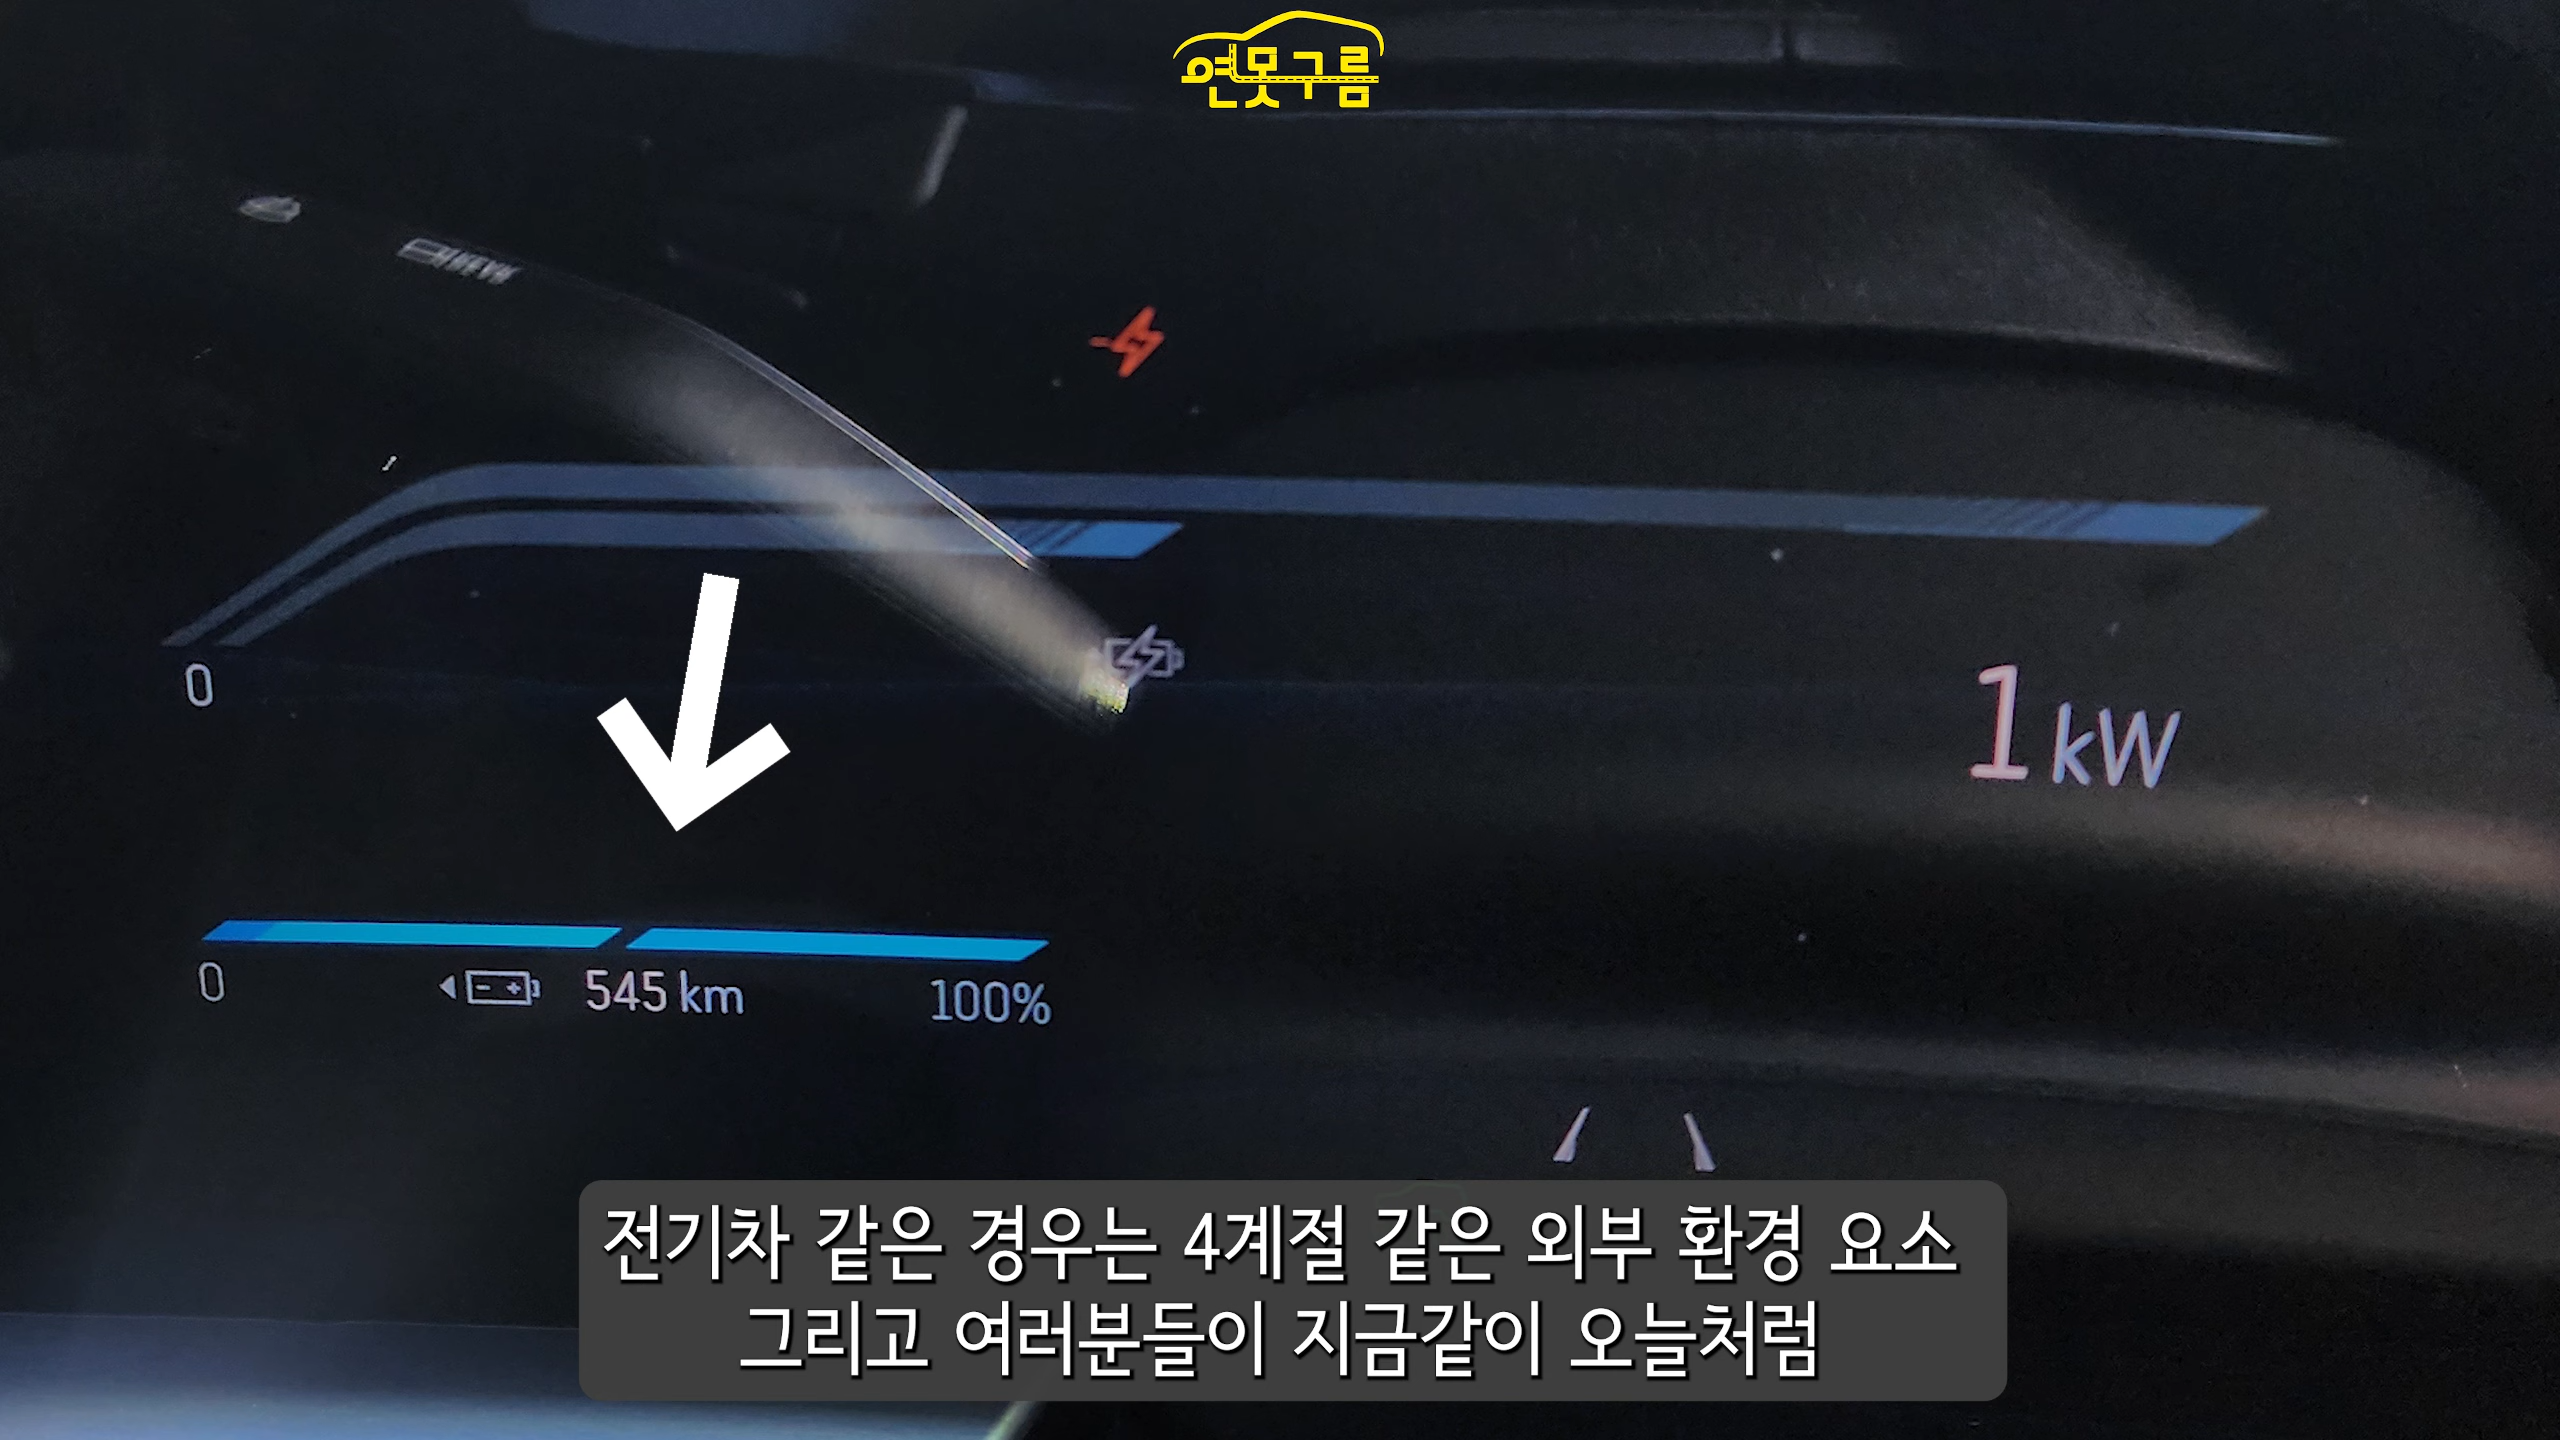 연못구름
0
1 kW
0
545 km
100%
전기차 같은 경우는 4계절 같은 외부 환경 요소
그리고 여러분들이 지금같이 오늘처럼